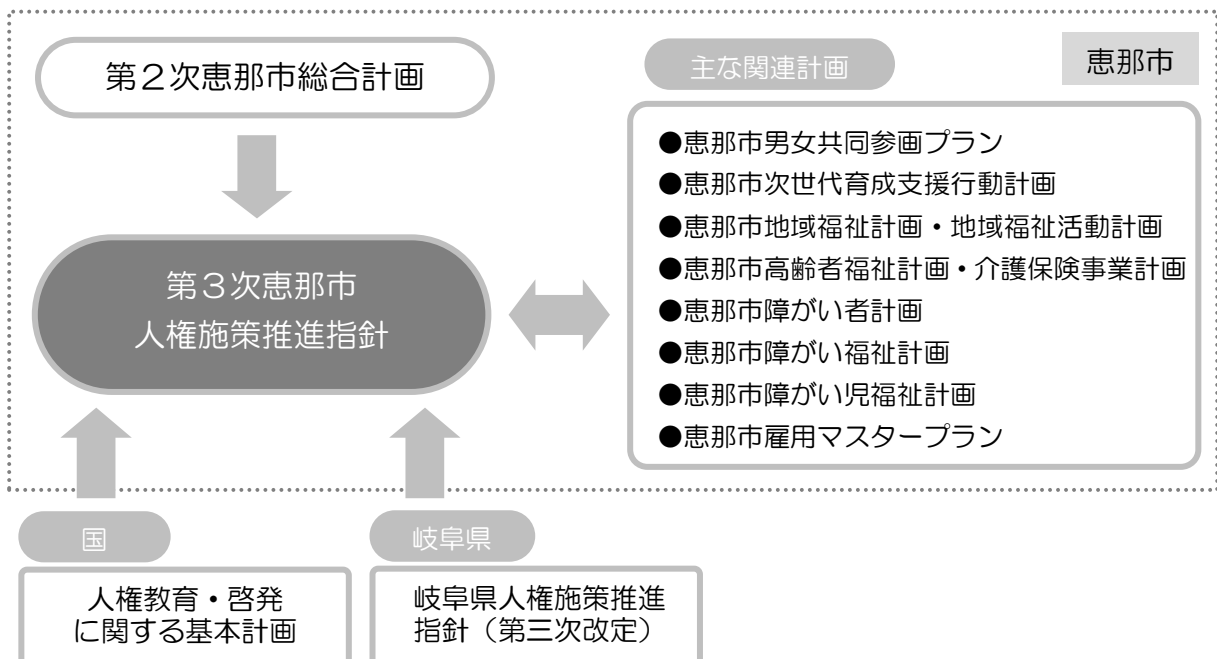 第２次恵那市総合計画
主な関連計画
恵那市
●恵那市男女共同参画プラン
●恵那市次世代育成支援行動計画
●恵那市地域福祉計画・地域福祉活動計画
●恵那市高齢者福祉計画・介護保険事業計画
●恵那市障がい者計画
●恵那市障がい福祉計画
●恵那市障がい児福祉計画
●恵那市雇用マスタープラン
第３次恵那市
人権施策推進指針
国
人権教育・啓発
に関する基本計画
岐阜県
岐阜県人権施策推進
指針（第三次改定）